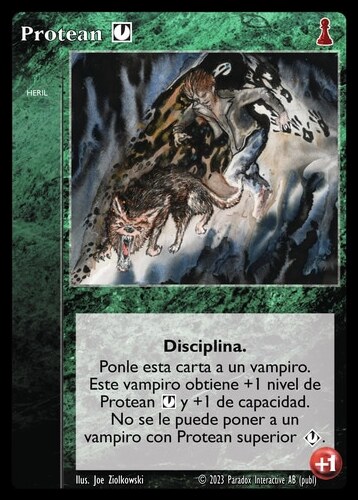 Protean
HERIL
Disciplina.
Ponle esta carta a un vampiro.
Este vampiro obtiene +1 nivel de
Protean y +1 de capacidad.
No se le puede poner a un
vampiro con Protean superior .
+1
Ilus. Joe Ziolkowski © 2023 Paradox Interactive AB (publ)